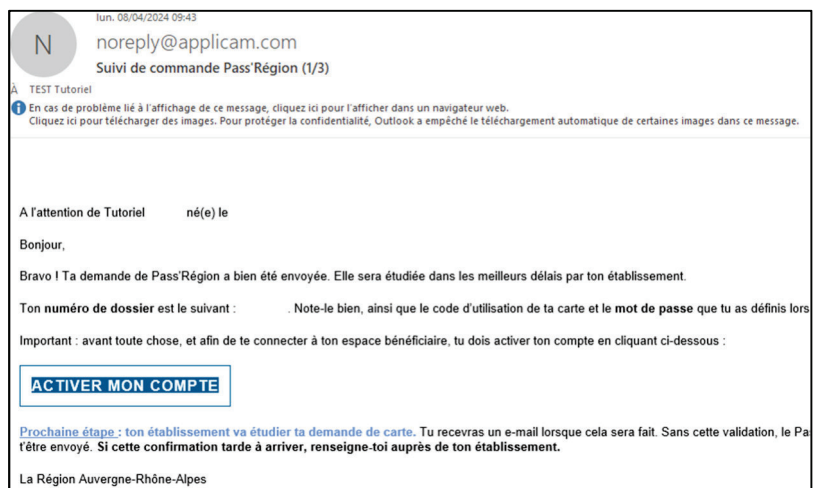 lun. 08/04/2024 09:43
N
noreply@applicam.com
Suivi de commande Pass'Région (1/3)
À TEST Tutoriel
En cas de problème lié à l'affichage de ce message, cliquez ici pour l'afficher dans un navigateur web.
Cliquez ici pour télécharger des images. Pour protéger la confidentialité, Outlook a empêché le téléchargement automatique de certaines images dans ce message.
A l'attention de Tutoriel né(e) le
Bonjour,
Bravo ! Ta demande de Pass'Région a bien été envoyée. Elle sera étudiée dans les meilleurs délais par ton établissement.
Ton numéro de dossier est le suivant : . Note-le bien, ainsi que le code d'utilisation de ta carte et le mot de passe que tu as définis lors
Important : avant toute chose, et afin de te connecter à ton espace bénéficiaire, tu dois activer ton compte en cliquant ci-dessous :
ACTIVER MON COMPTE
Prochaine étape : ton établissement va étudier ta demande de carte. Tu recevras un e-mail lorsque cela sera fait. Sans cette validation, le Pa
t'être envoyé. Si cette confirmation tarde à arriver, renseigne-toi auprès de ton établissement.
La Région Auvergne-Rhône-Alpes